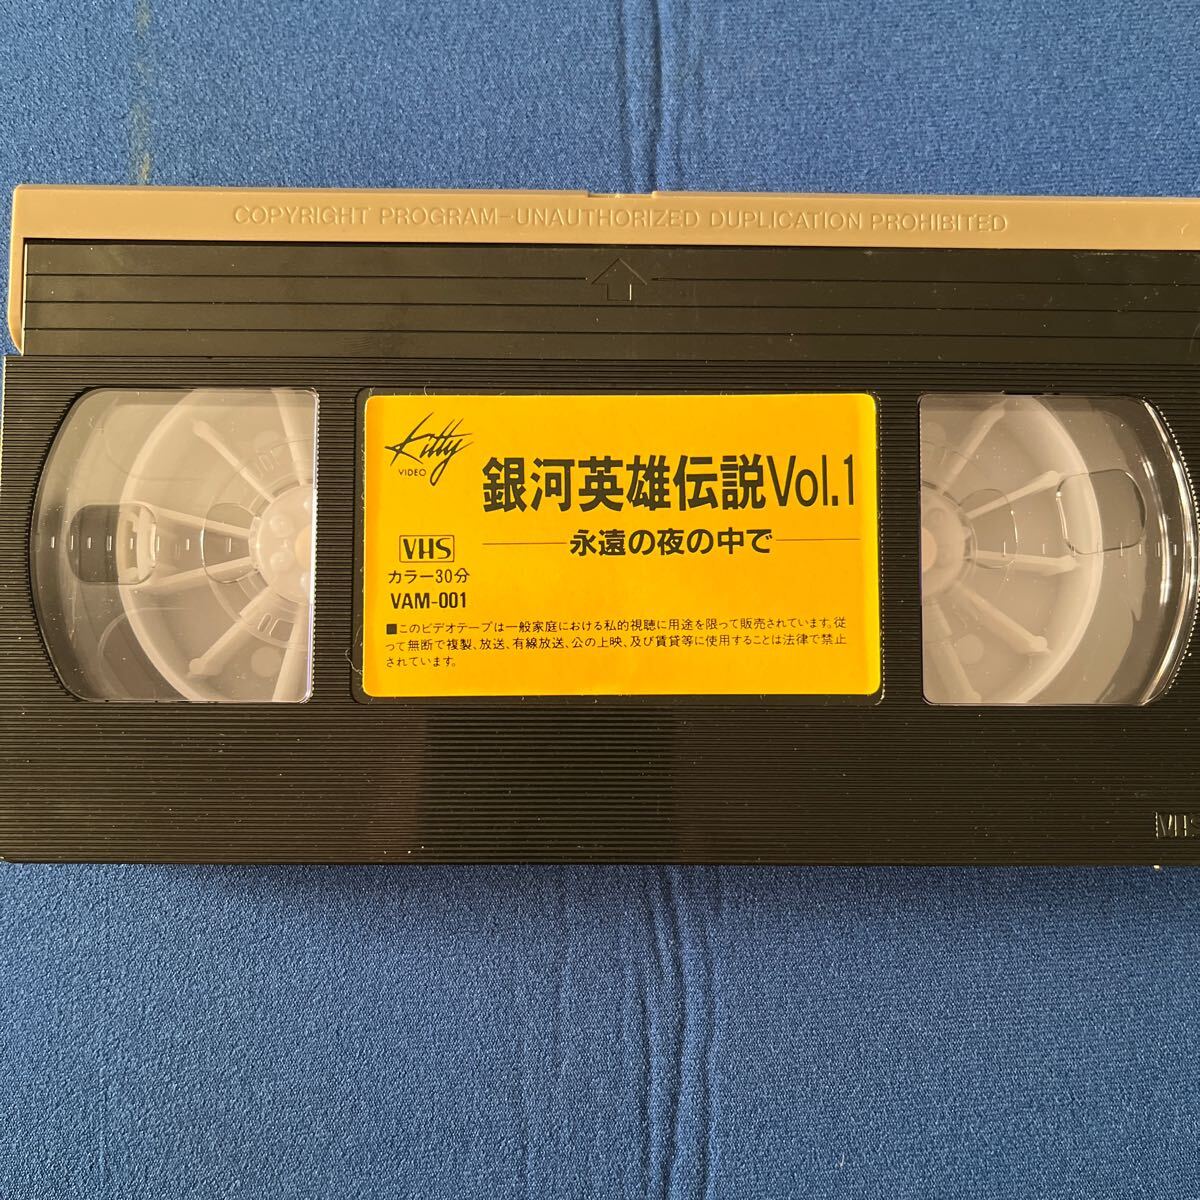 COPYRIGHT PROGRAM-UNAUTHORIZED DUPLICATION PROHIBITED
Kitty
VIDEO
銀河英雄伝説Vol.1
永遠の夜の中で
VHS
カラー30分
VAM-001
■このビデオテープは一般家庭における私的視聴に用途を限って販売されています。従
って無断で複製、放送、有線放送、公の上映、及び賃貸等に使用することは法律で禁止
されています。
VHS